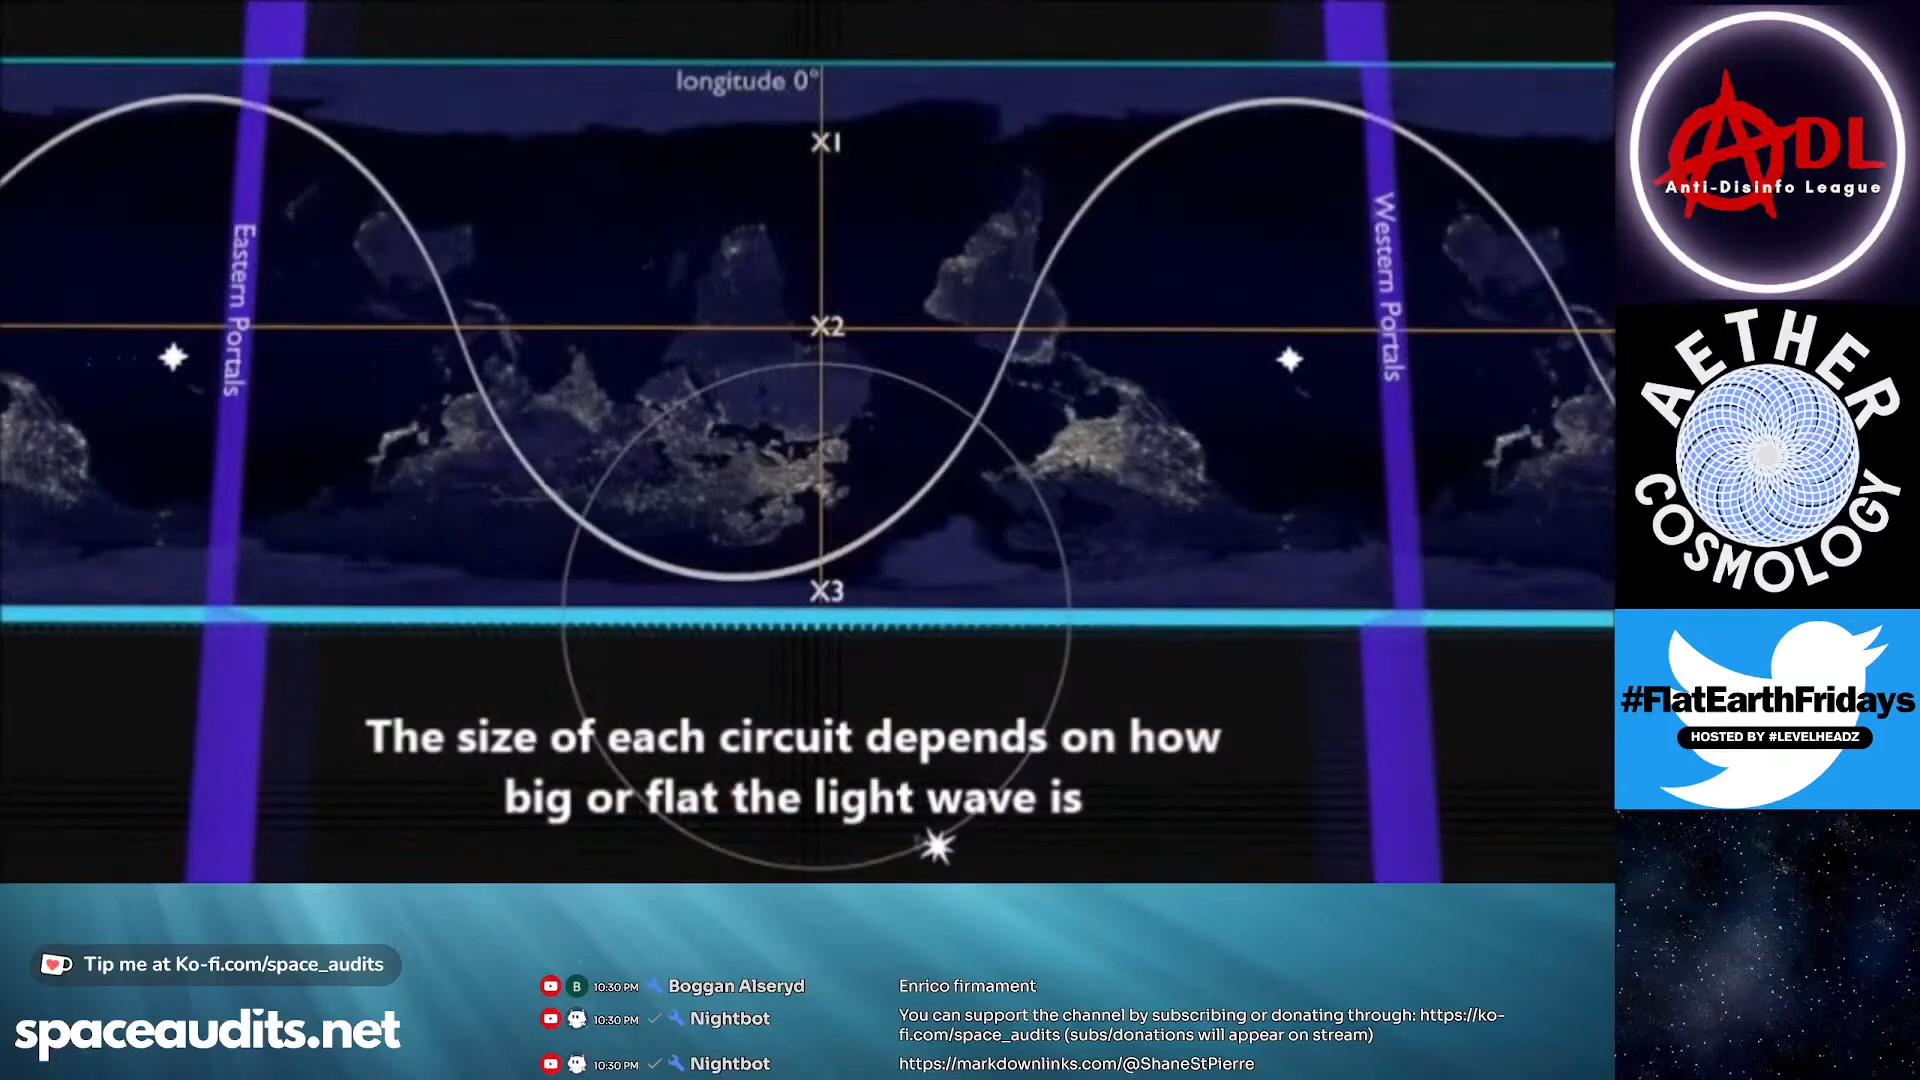 longitude 0°
X1
X2
X3
Eastern Portals
Western Portals
The size of each circuit depends on how
big or flat the light wave is
ADL
Anti-Disinfo League
AETHER
COSMOLOGY
#FlatEarthFridays
HOSTED BY #LEVELHEADZ
Tip me at Ko-fi.com/space_audits
spaceaudits.net
B 10:30 PM Boggan Alseryd Enrico firmament
10:30 PM Nightbot You can support the channel by subscribing or donating through: https://ko-
fi.com/space_audits (subs/donations will appear on stream)
10:30 PM Nightbot https://markdownlinks.com/@ShaneStPierre